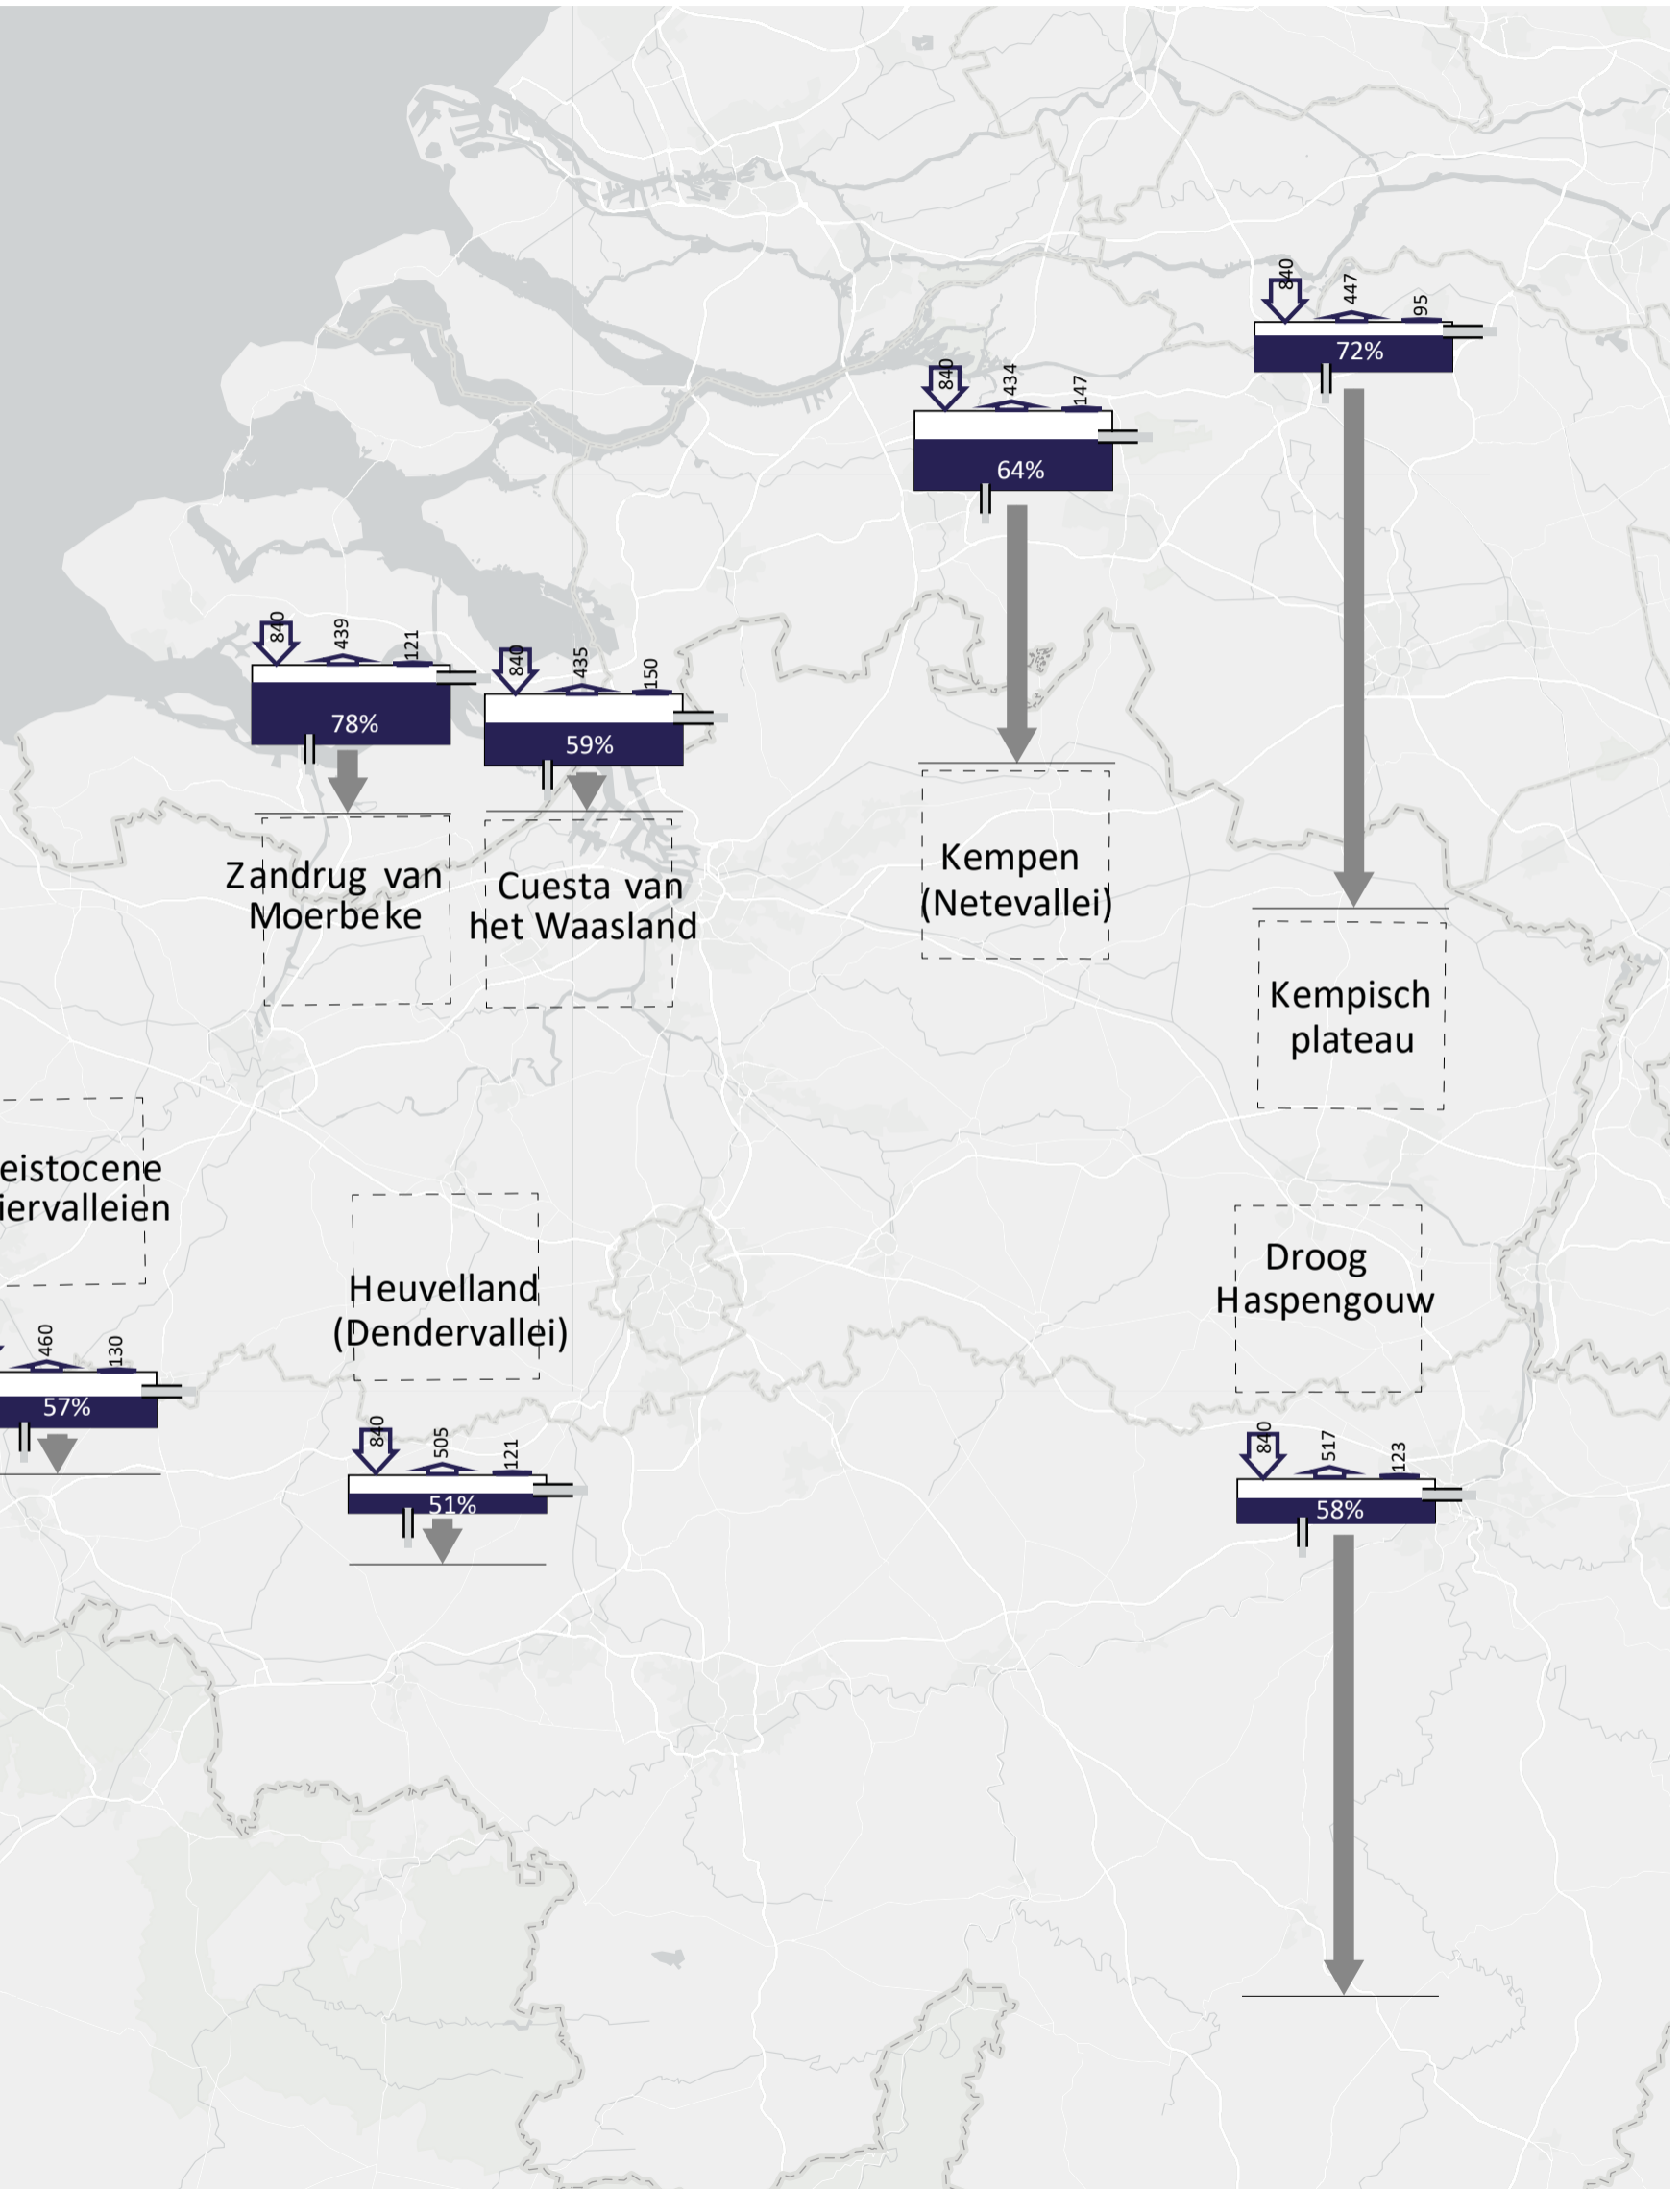 840
447
95
72%
840
434
147
64%
840
439
121
78%
840
435
150
59%
Zandrug van
Moerbeke
Cuesta van
het Waasland
Kempen
(Netevallei)
Kempisch
plateau
eistocene
iervalleien
Heuvelland
(Dendervallei)
Droog
Haspengouw
460
130
57%
840
505
121
51%
840
517
123
58%